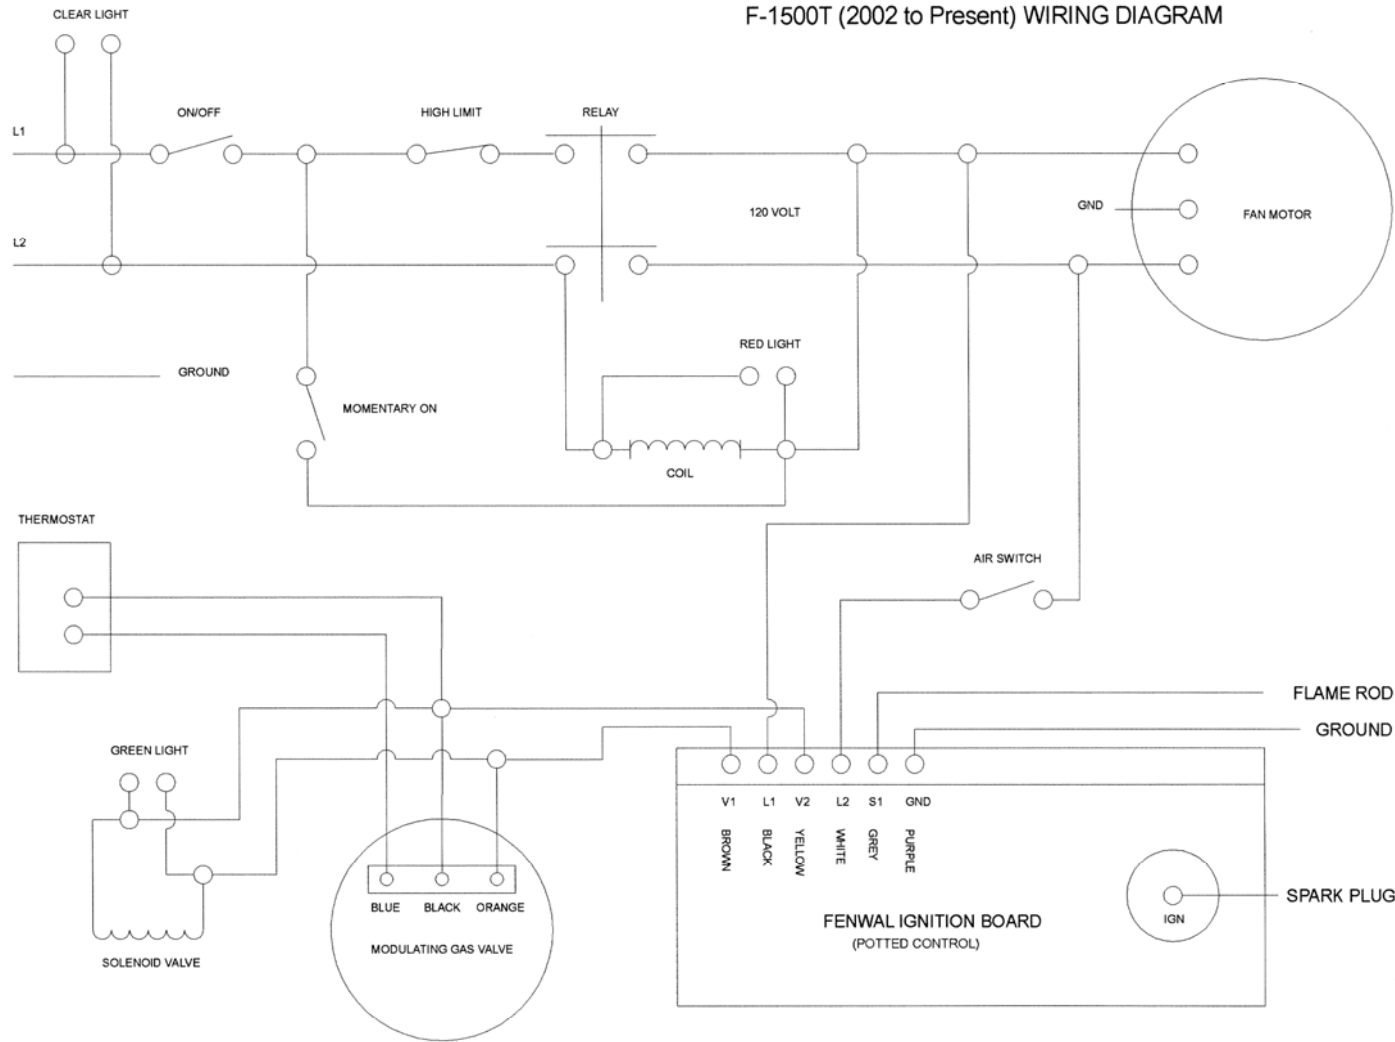 CLEAR LIGHT
F-1500T (2002 to Present) WIRING DIAGRAM
ON/OFF
HIGH LIMIT
RELAY
L1
120 VOLT
GND
FAN MOTOR
L2
RED LIGHT
GROUND
MOMENTARY ON
COIL
THERMOSTAT
AIR SWITCH
FLAME ROD
GROUND
GREEN LIGHT
V1 L1 V2 L2 S1 GND
BROWN
BLACK
YELLOW
WHITE
GREY
PURPLE
SPARK PLUG
BLUE BLACK ORANGE
IGN
FENWAL IGNITION BOARD
(POTTED CONTROL)
MODULATING GAS VALVE
SOLENOID VALVE